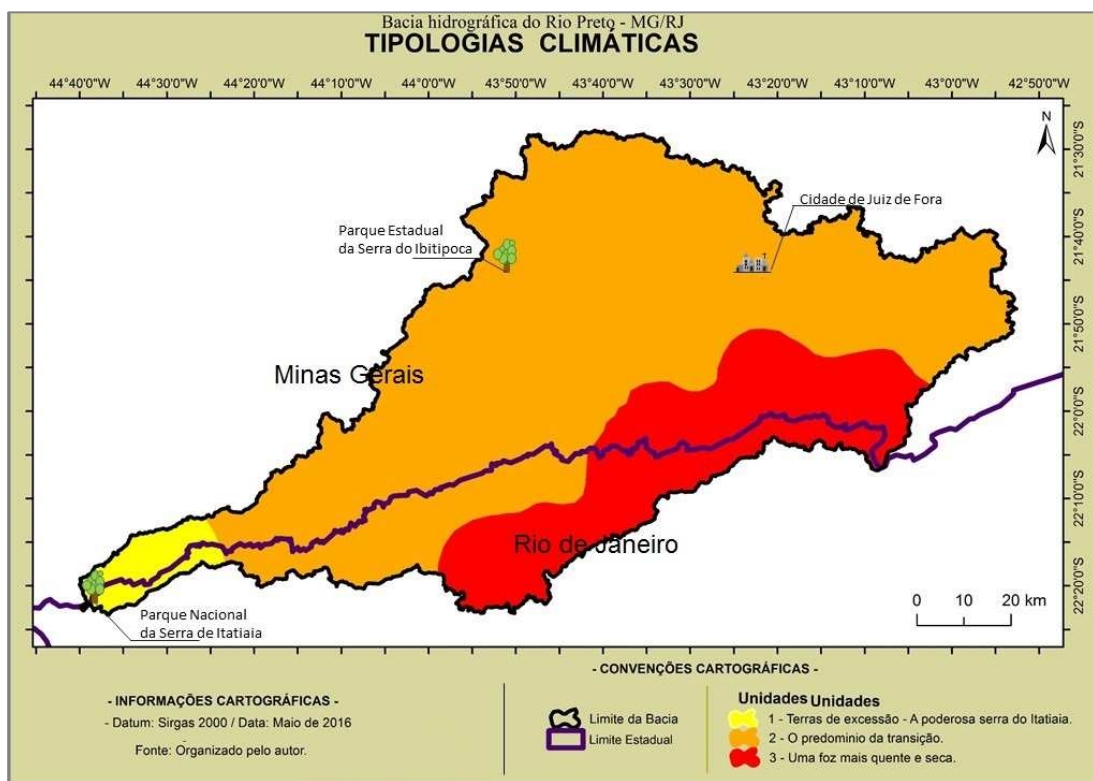 Bacia hidrográfica do Rio Preto - MG/RJ
TIPOLOGIAS CLIMÁTICAS
44°40'0"W 44°30'0"W 44°20'0"W 44°10'0"W 44°0'0"W 43°50'0"W 43°40'0"W 43°30'0"W 43°20'0"W 43°10'0"W 43°0'0"W 42°50'0"W
N
21°30'0"S
Cidade de Juiz de Fora
Parque Estadual
da Serra do Ibitipoca
21°40'0"S
21°50'0"S
Minas Gerais
22°0'0"S
22°10'0"S
Rio de Janeiro
22°20'0"S
0 10 20 km
Parque Nacional
da Serra de Itatiaia
- INFORMAÇÕES CARTOGRÁFICAS -
- Datum: Sirgas 2000 / Data: Maio de 2016
-
Fonte: Organizado pelo autor.
- CONVENÇÕES CARTOGRÁFICAS -
Limite da Bacia
Limite Estadual
Unidades Unidades
1 - Terras de excessão - A poderosa serra do Itatiaia.
2 - O predominio da transição.
3 - Uma foz mais quente e seca.